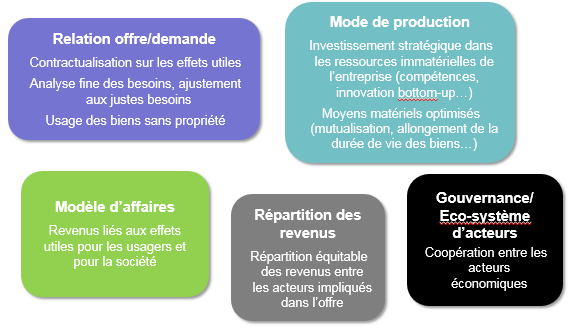 Relation offre/demande
Contractualisation sur les effets utiles
Analyse fine des besoins, ajustement
aux justes besoins
Usage des biens sans propriété
Mode de production
Investissement stratégique dans
les ressources immatérielles de
l'entreprise (compétences,
innovation bottom-up…)
Moyens matériels optimisés
(mutualisation, allongement de la
durée de vie des biens…)
Modèle d'affaires
Revenus liés aux effets
utiles pour les usagers et
pour la société
Répartition des
revenus
Répartition équitable
des revenus entre
les acteurs impliqués
dans l'offre
Gouvernance/
Eco-système
d'acteurs
Coopération entre les
acteurs
économiques